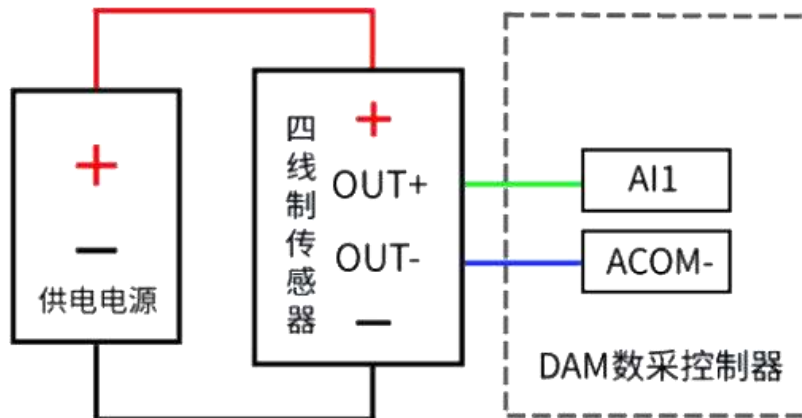 +
−
供电电源
四线制传感器
+
OUT+
OUT-
−
AI1
ACOM-
DAM数采控制器